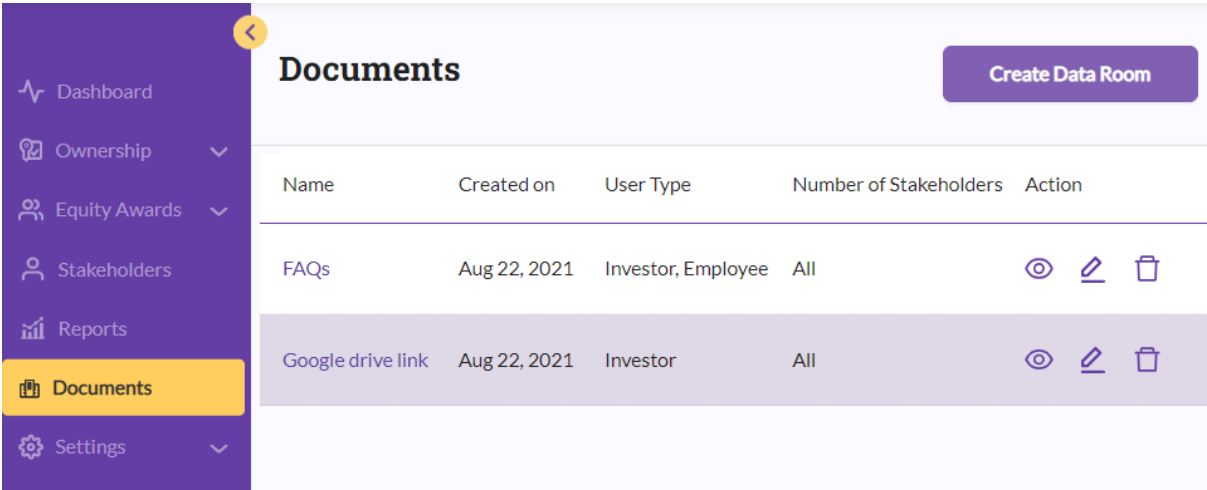 Dashboard
Ownership
Equity Awards
Stakeholders
Reports
Documents
Settings
Documents
Create Data Room
Name Created on User Type Number of Stakeholders Action
FAQs Aug 22, 2021 Investor, Employee All
Google drive link Aug 22, 2021 Investor All